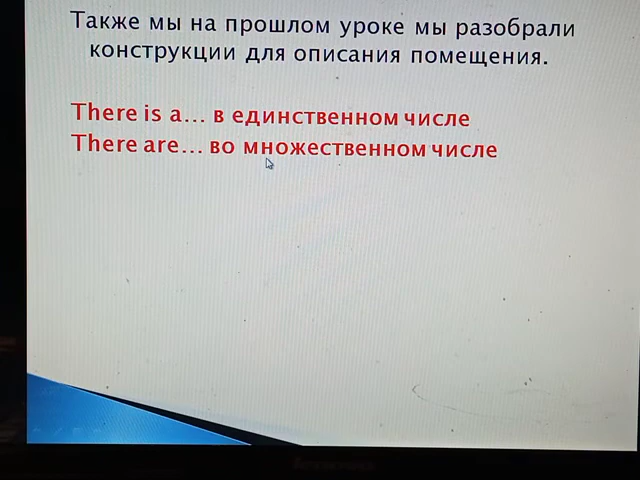 Также мы на прошлом уроке мы разобрали
конструкции для описания помещения.
There is a... в единственном числе
There are... во множественном числе